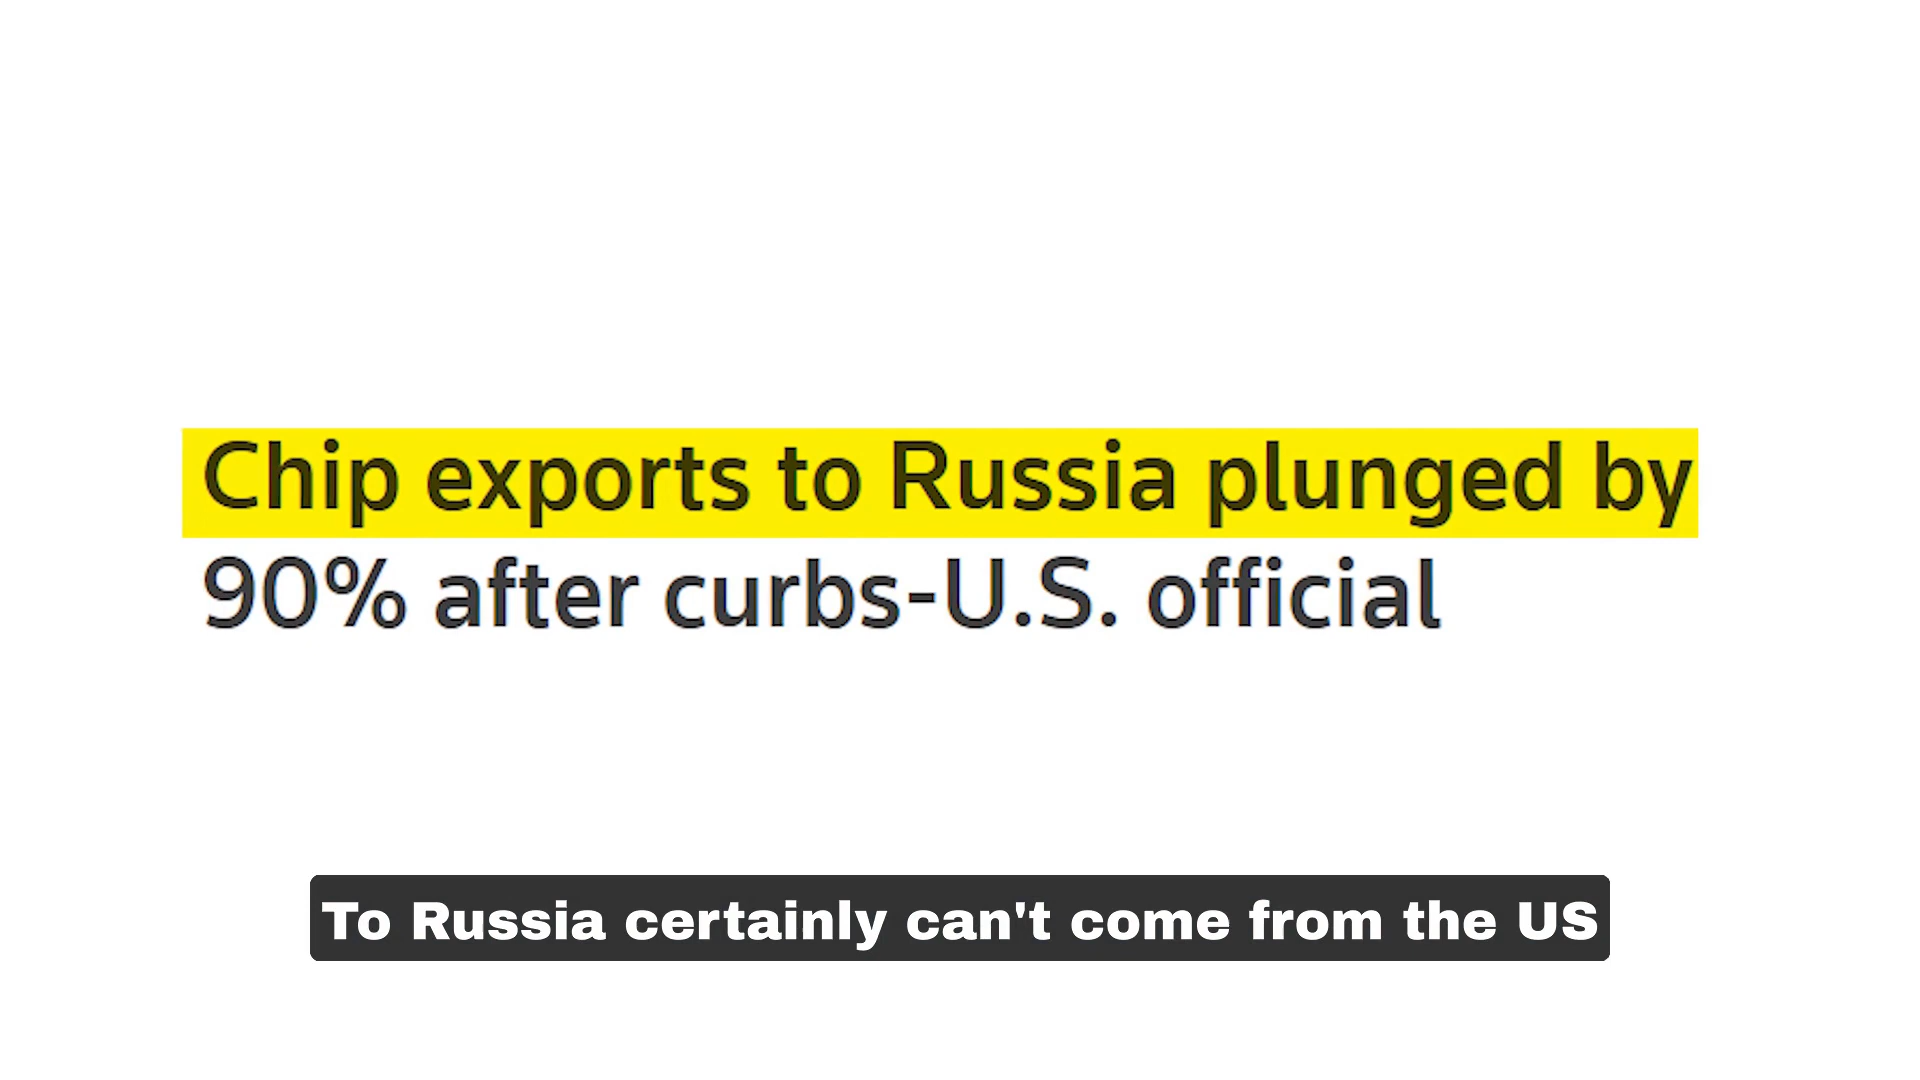 Chip exports to Russia plunged by
90% after curbs-U.S. official
To Russia certainly can't come from the US